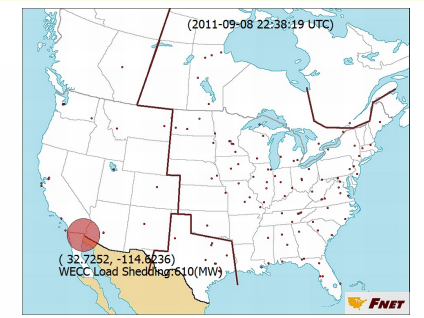 (2011-09-08 22:38:19 UTC)
( 32.7252, -114.6236)
WECC Load Shedding:610(MW)
FNET